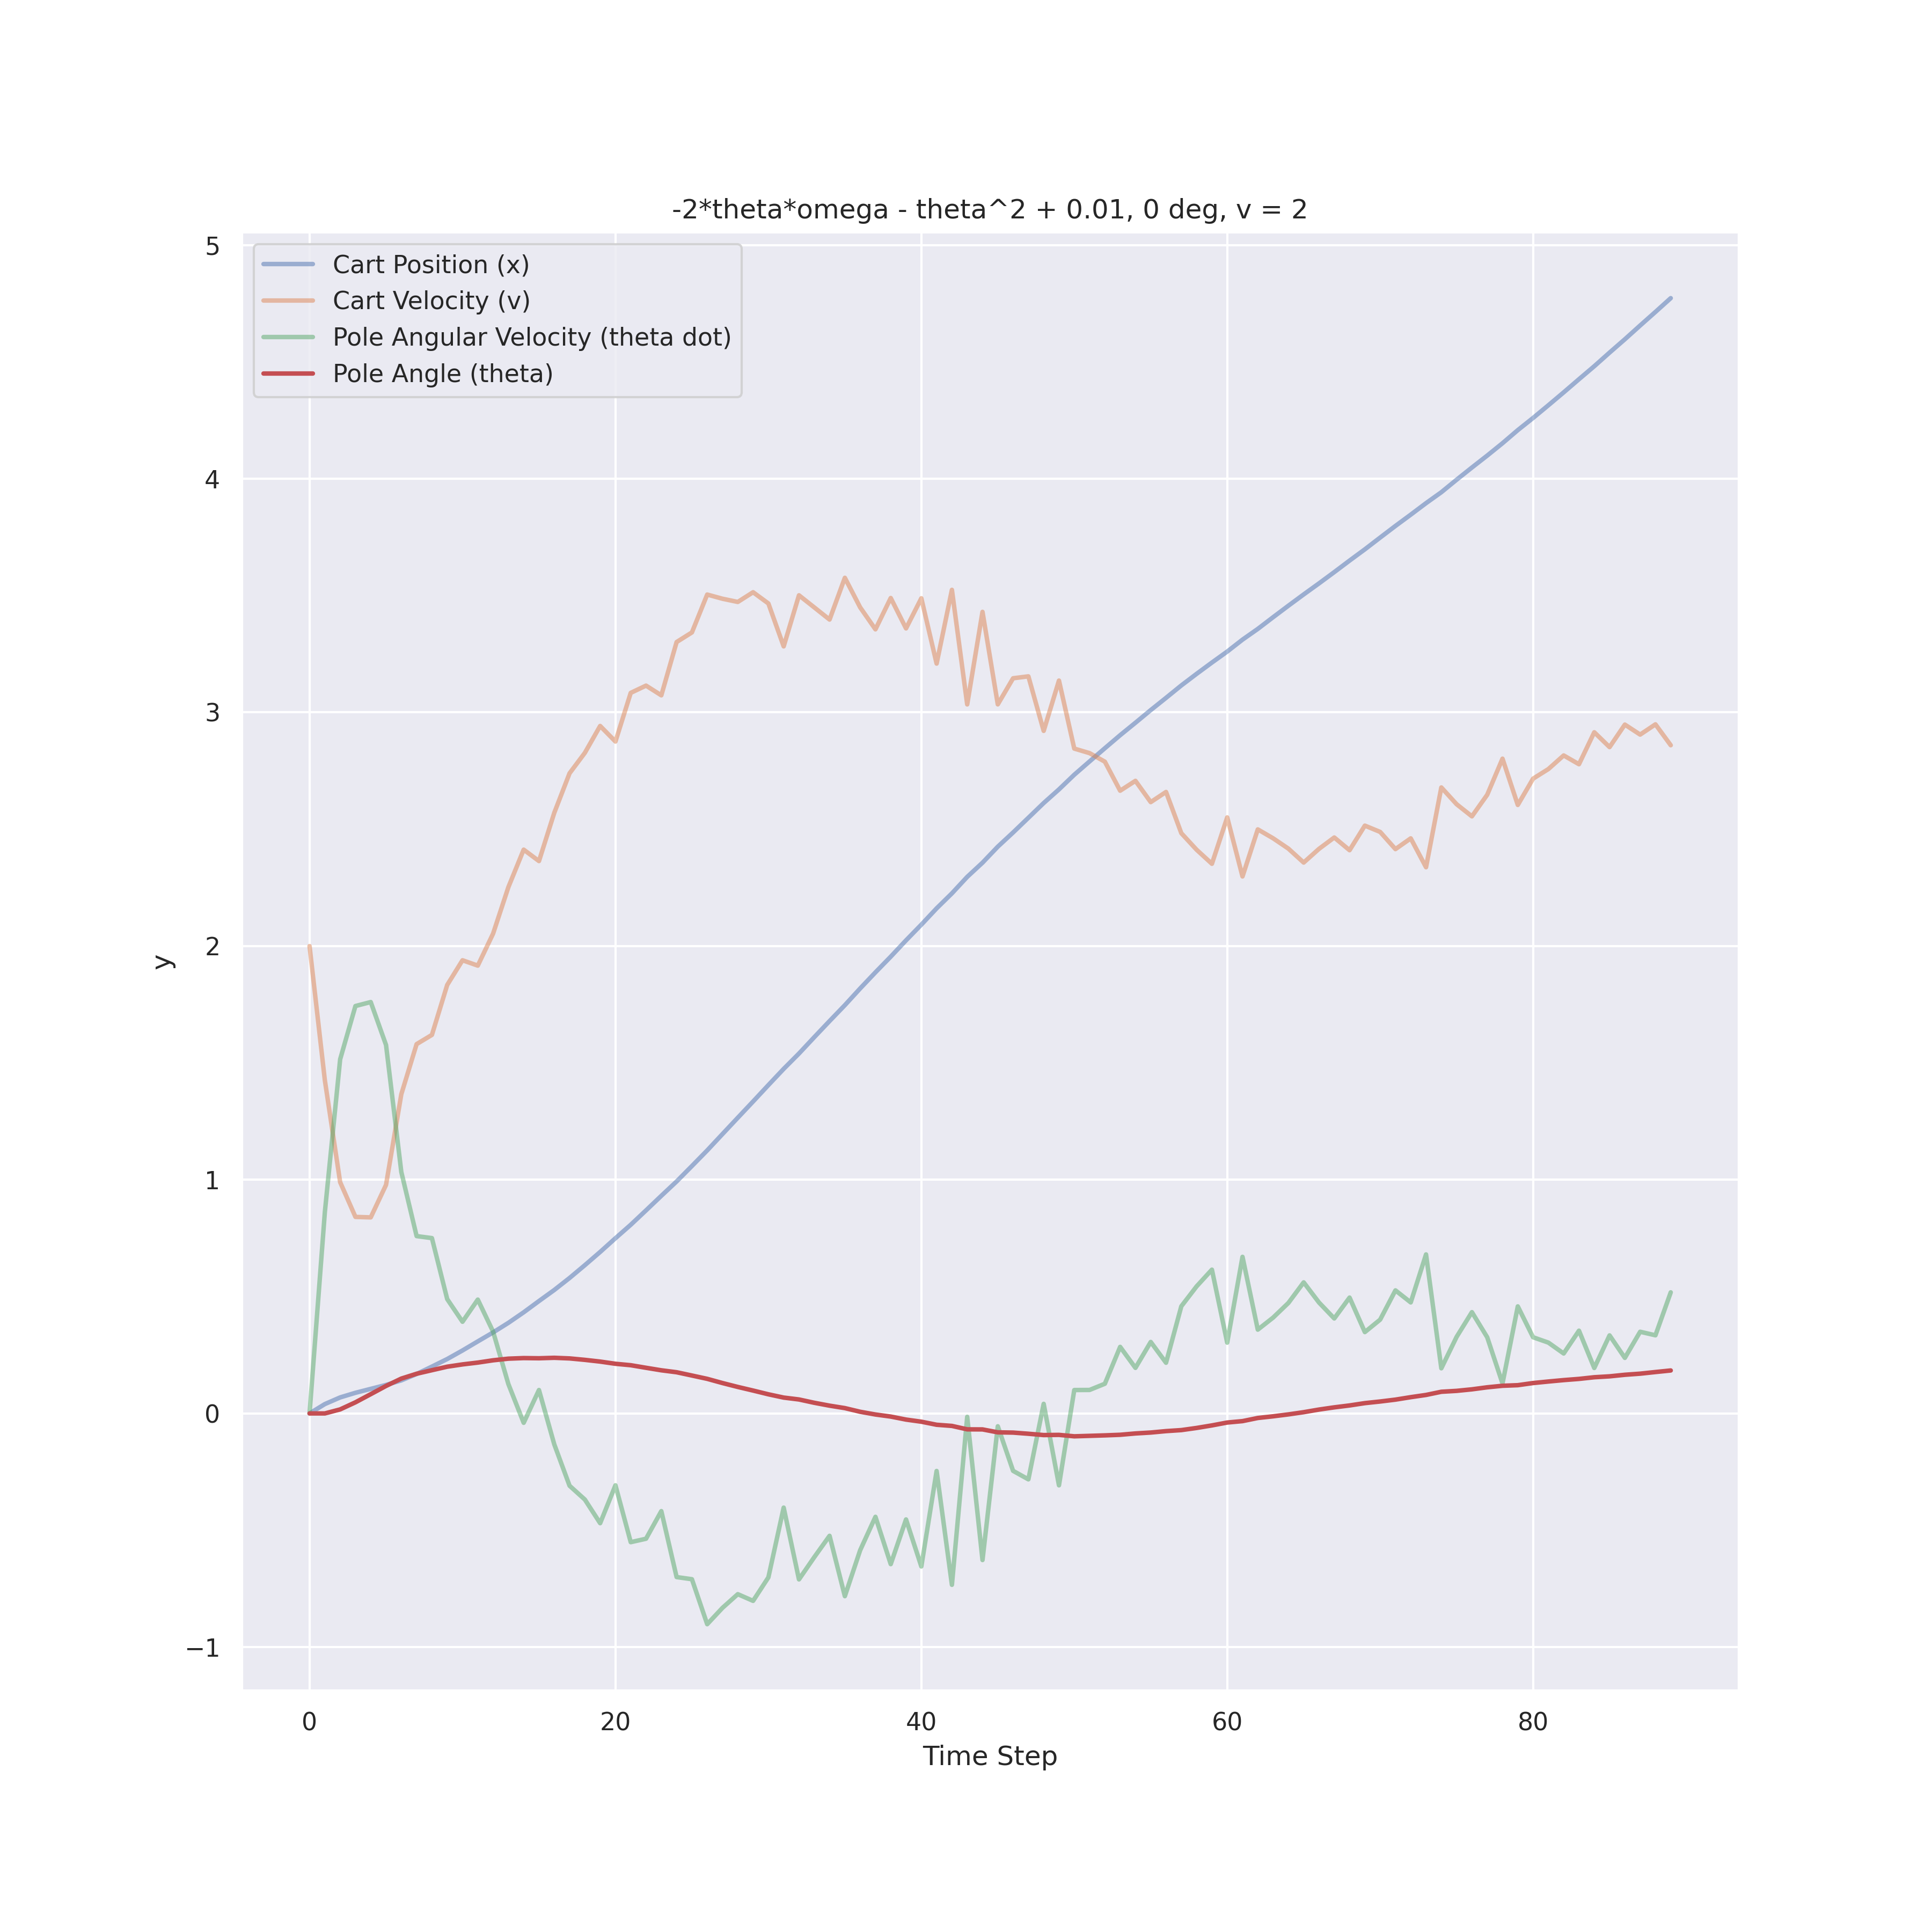 -2*theta*omega - theta^2 + 0.01, 0 deg, v = 2
Cart Position (x)
Cart Velocity (v)
Pole Angular Velocity (theta dot)
Pole Angle (theta)
5
4
3
2
1
0
−1
y
0 20 40 60 80
Time Step